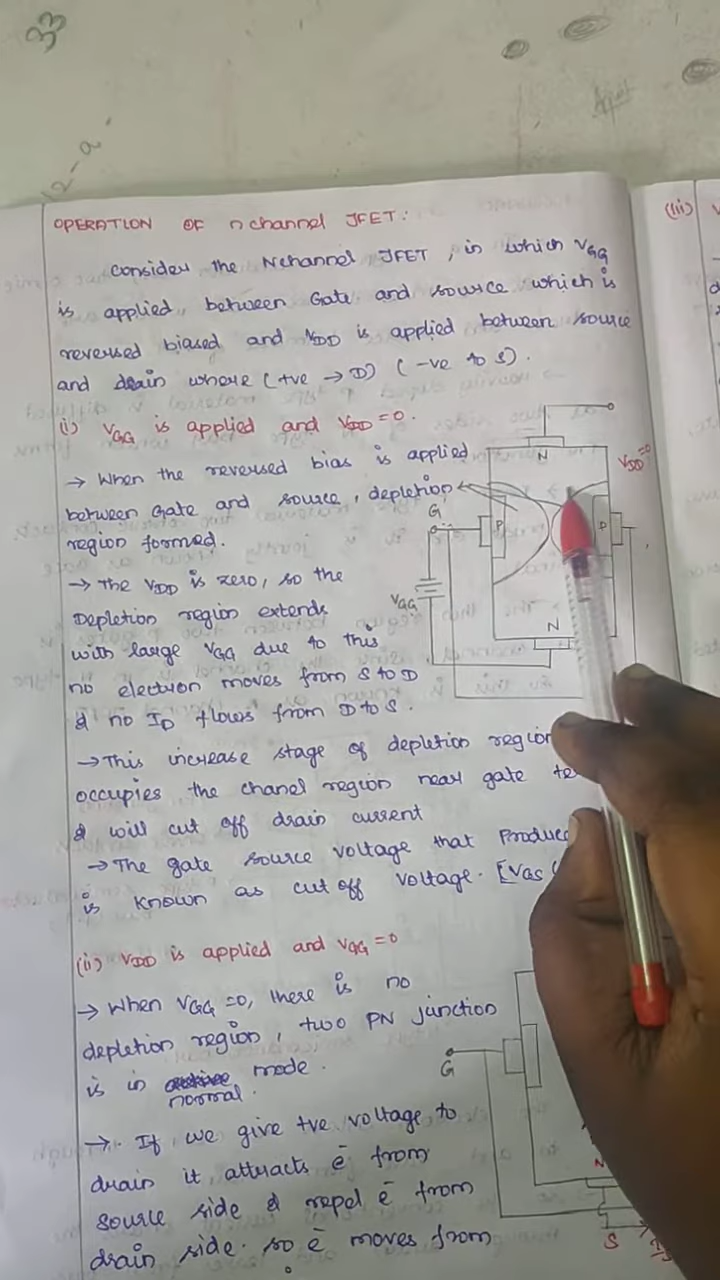 33
12-a.
OPERATION OF n channel JFET:
Consider the N channel JFET, in which VGG
is applied, between Gate and source which is
reversed biased and VDD is applied between source
and drain where (+ve → D) (-ve to S).
(i) VGG is applied and VDD=0.
→ When the reversed bias is applied
between Gate and source, depletion
region formed.
→ The VDD is zero, so the
Depletion region extends
with large VGG due to this
no electron moves from S to D
& no ID flows from D to S.
→ This increase stage of depletion region
occupies the chanel region near gate te
& will cut off drain current
→ The gate source voltage that Produce
is known as cut off voltage. [VGS (
N
VDD=0
G
P
P
VGG
N
(ii) VDD is applied and VGG=0
→ When VGG=0, there is no
depletion region, two PN junction
is in mode.
normal.
→. If we give +ve voltage to
drain it, attracts ē from
source side & repel ē from
drain side. so ē moves from
G
N
S
(iii) V